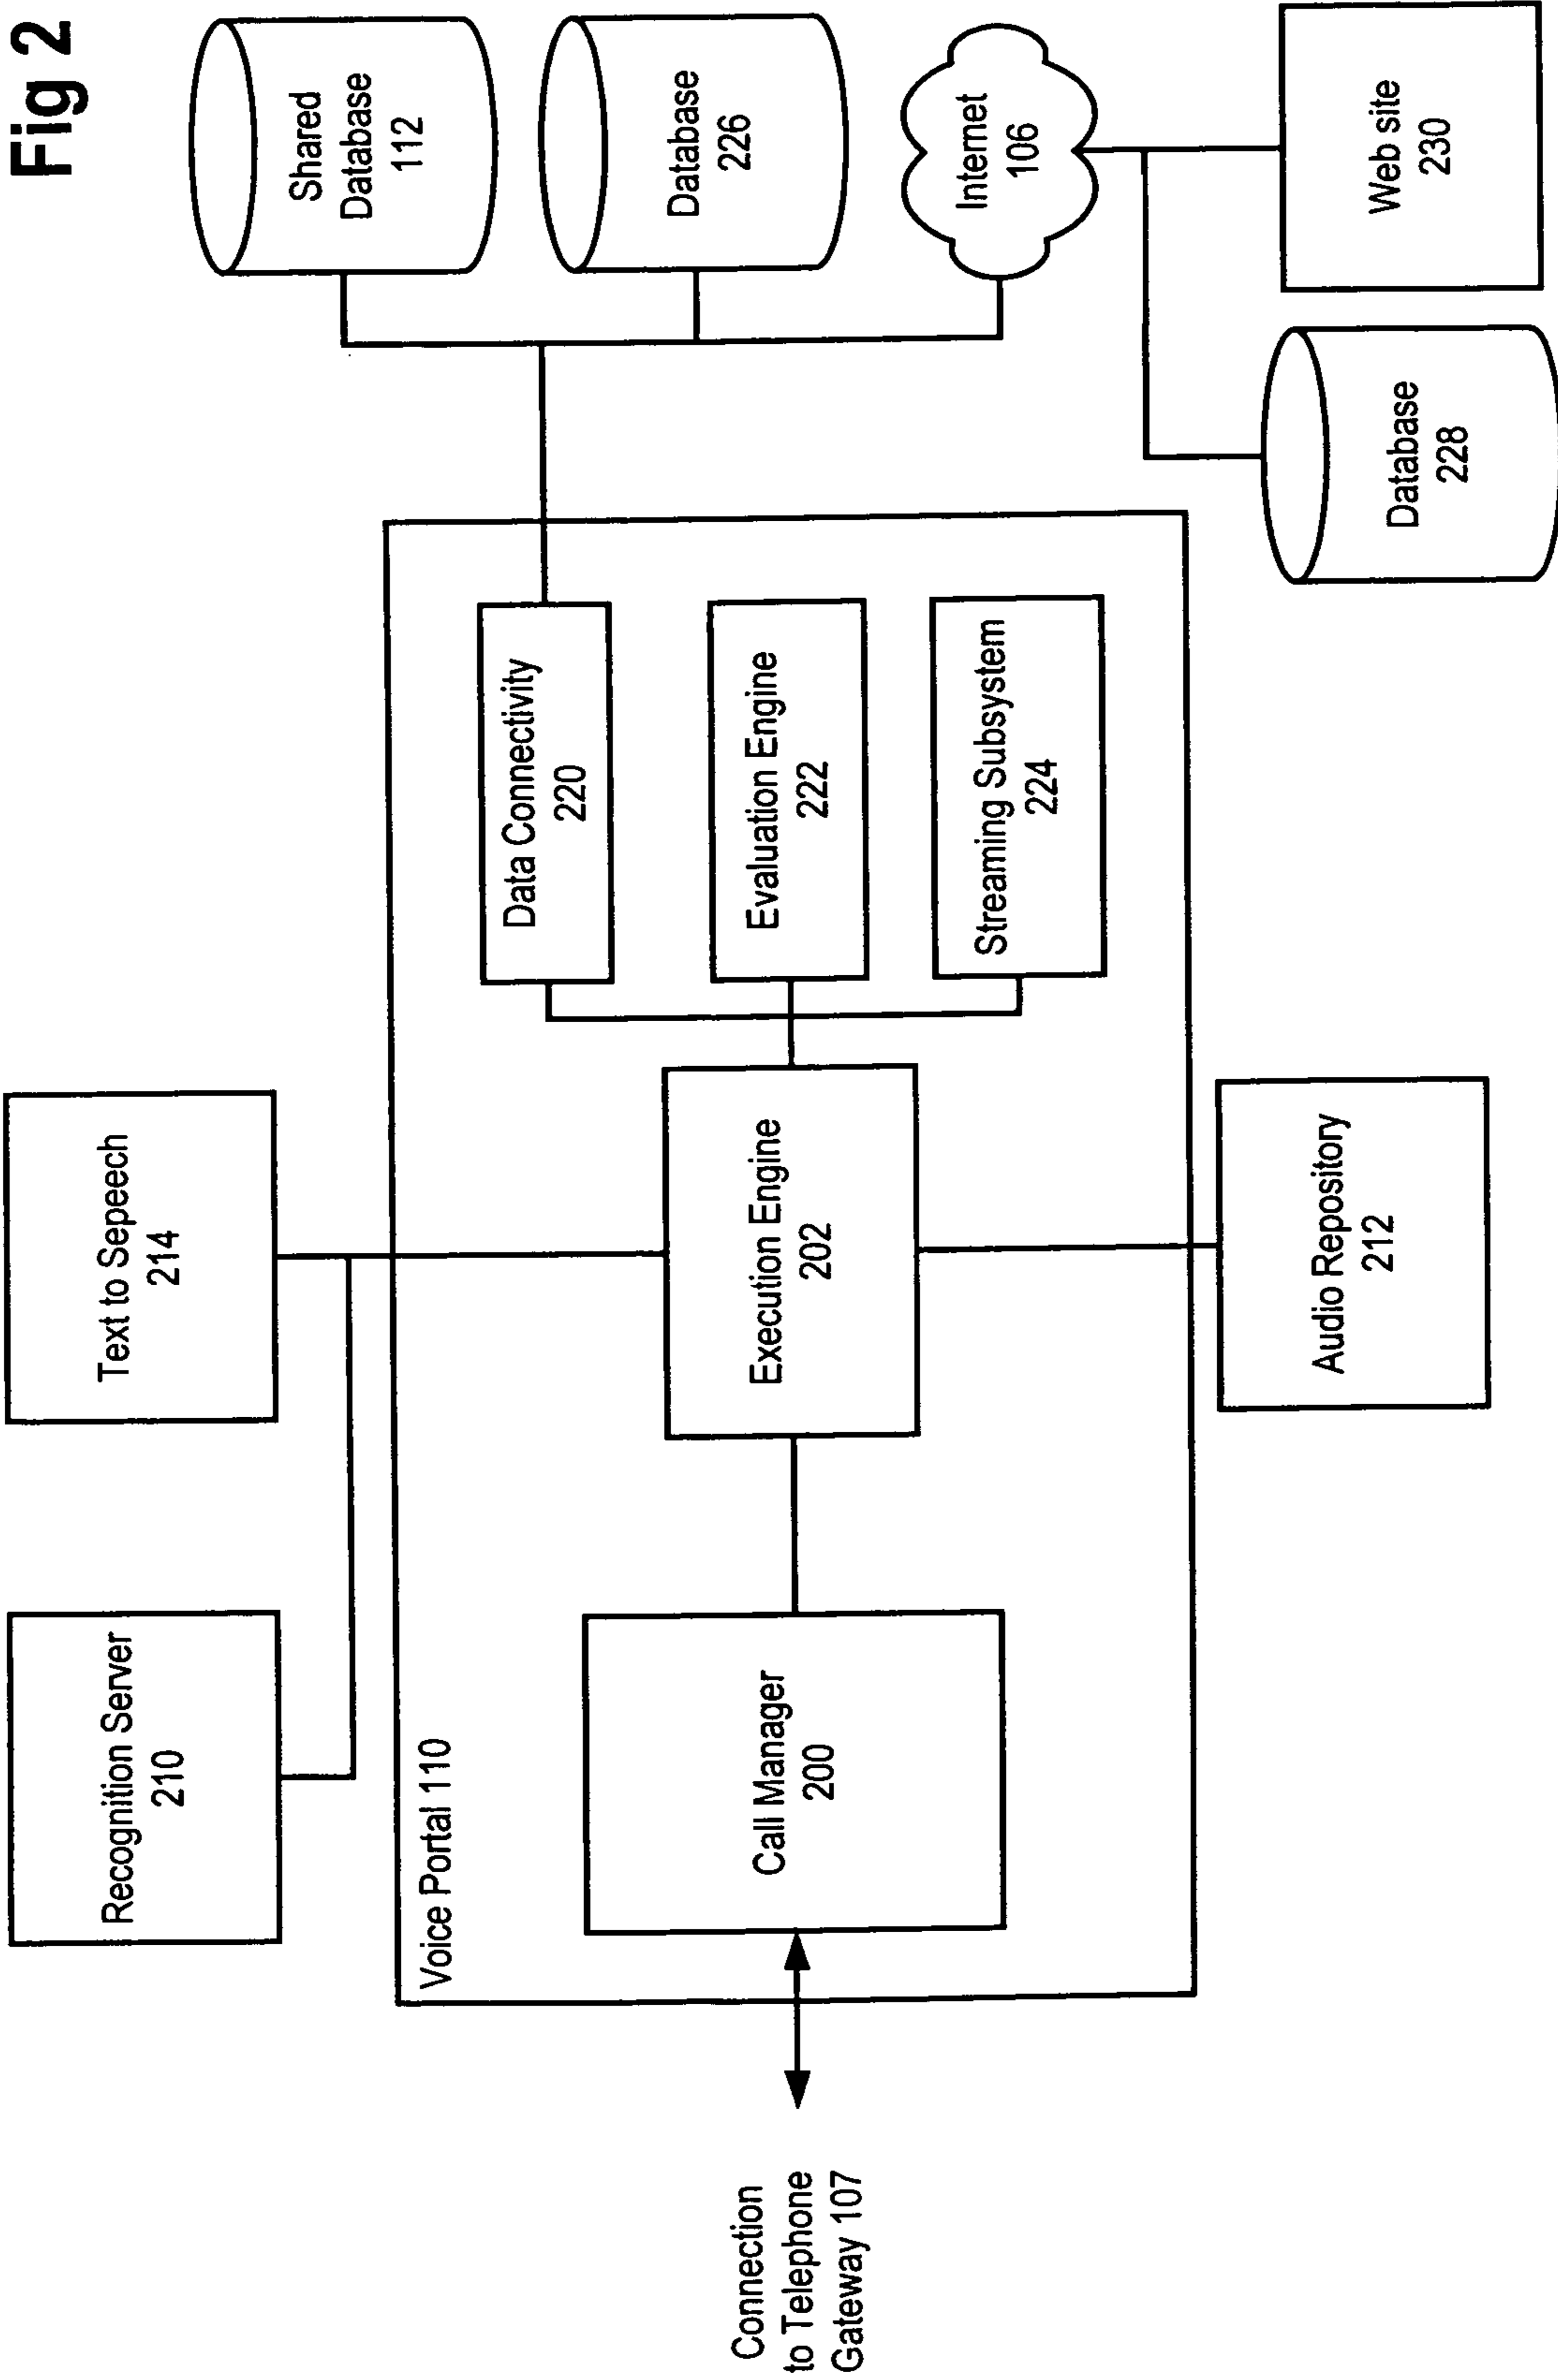 Fig 2
Recognition Server
210
Text to Sepeech
214
Shared
Database
112
Database
226
Internet
106
Voice Portal 110
Data Connectivity
220
Evaluation Engine
222
Streaming Subsystem
224
Execution Engine
202
Call Manager
200
Connection
to Telephone
Gateway 107
Audio Repository
212
Database
228
Web site
230